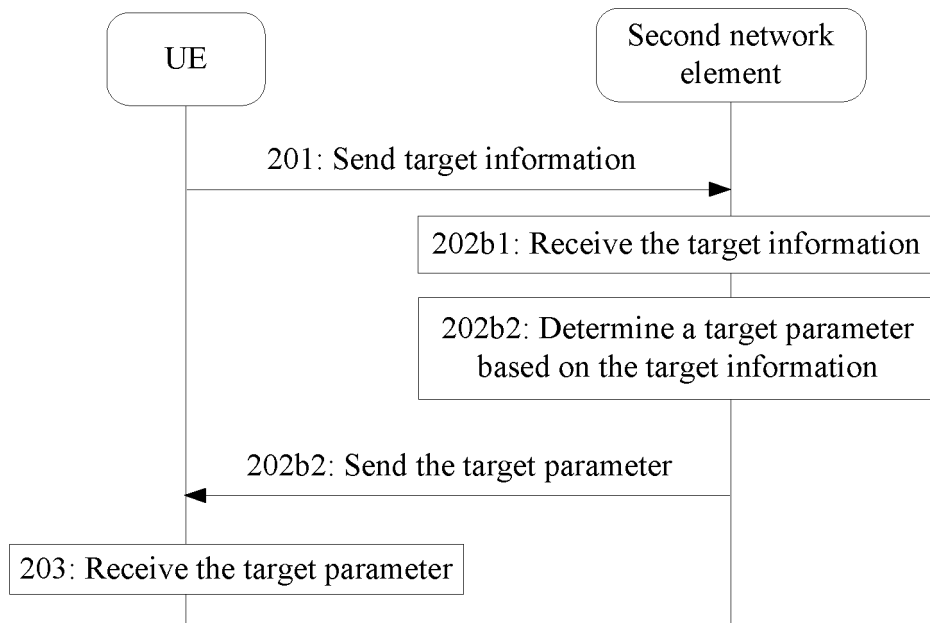 UE
Second network
element
201: Send target information
202b1: Receive the target information
202b2: Determine a target parameter
based on the target information
202b2: Send the target parameter
203: Receive the target parameter